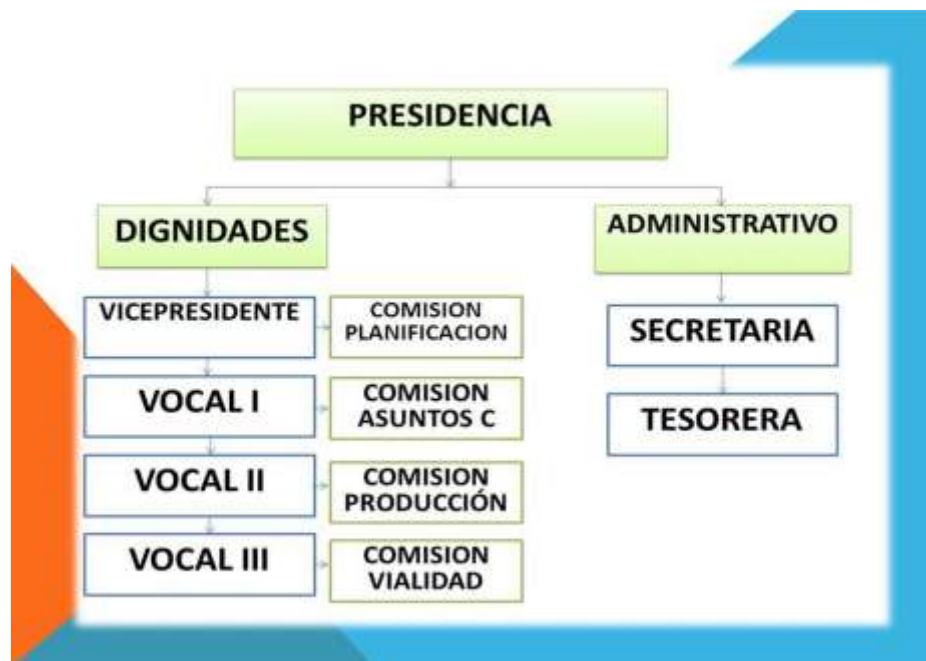 PRESIDENCIA
DIGNIDADES
ADMINISTRATIVO
VICEPRESIDENTE
COMISION
PLANIFICACION
SECRETARIA
VOCAL I
COMISION
ASUNTOS C
TESORERA
VOCAL II
COMISION
PRODUCCIÓN
VOCAL III
COMISION
VIALIDAD